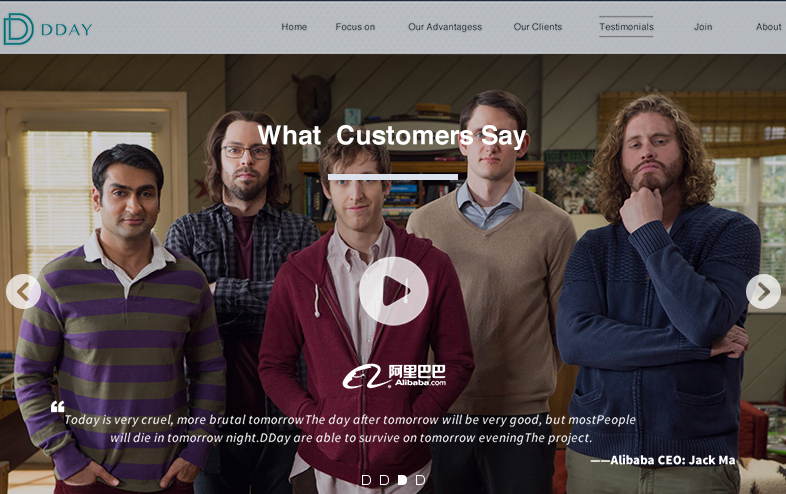 DDAY
Home Focus on Our Advantagess Our Clients Testimonials Join About
What Customers Say
阿里巴巴
Alibaba.com
❝Today is very cruel, more brutal tomorrowThe day after tomorrow will be very good, but mostPeople
will die in tomorrow night.DDay are able to survive on tomorrow eveningThe project.
——Alibaba CEO: Jack Ma